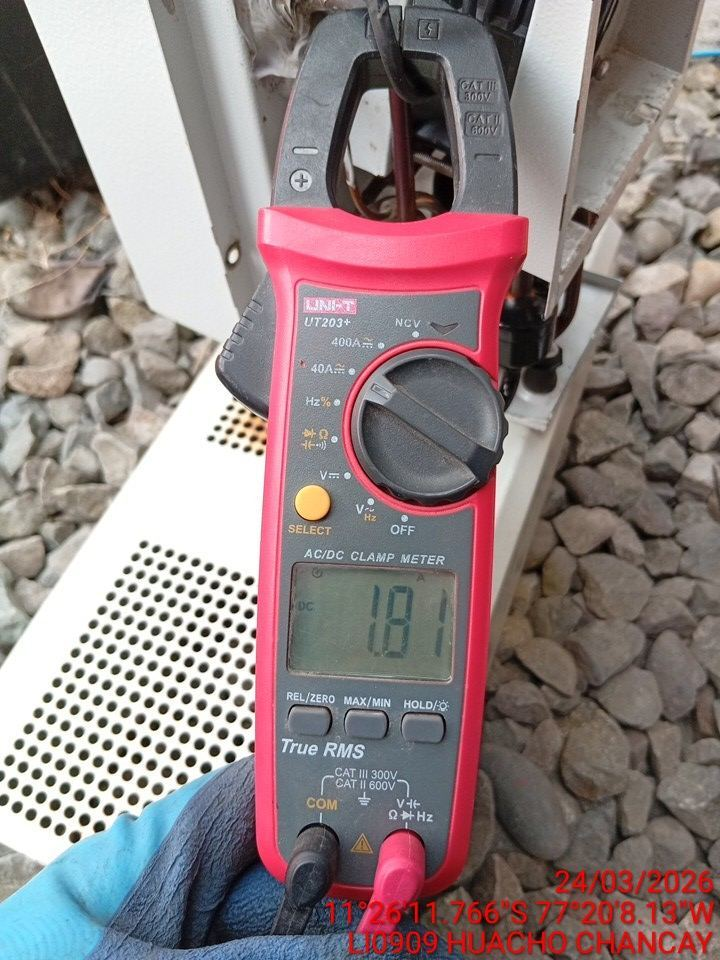 CAT III
300V
CAT II
600V
UNI-T
UT203+
NCV
400A
40A
Hz%
Ω
V
V
Hz
OFF
SELECT
AC/DC CLAMP METER
A
DC
1.81
REL/ZERO MAX/MIN HOLD/
True RMS
CAT III 300V
CAT II 600V
COM
V
Ω Hz
24/03/2026
11°26'11.766"S 77°20'8.13"W
LI0909 HUACHO CHANCAY